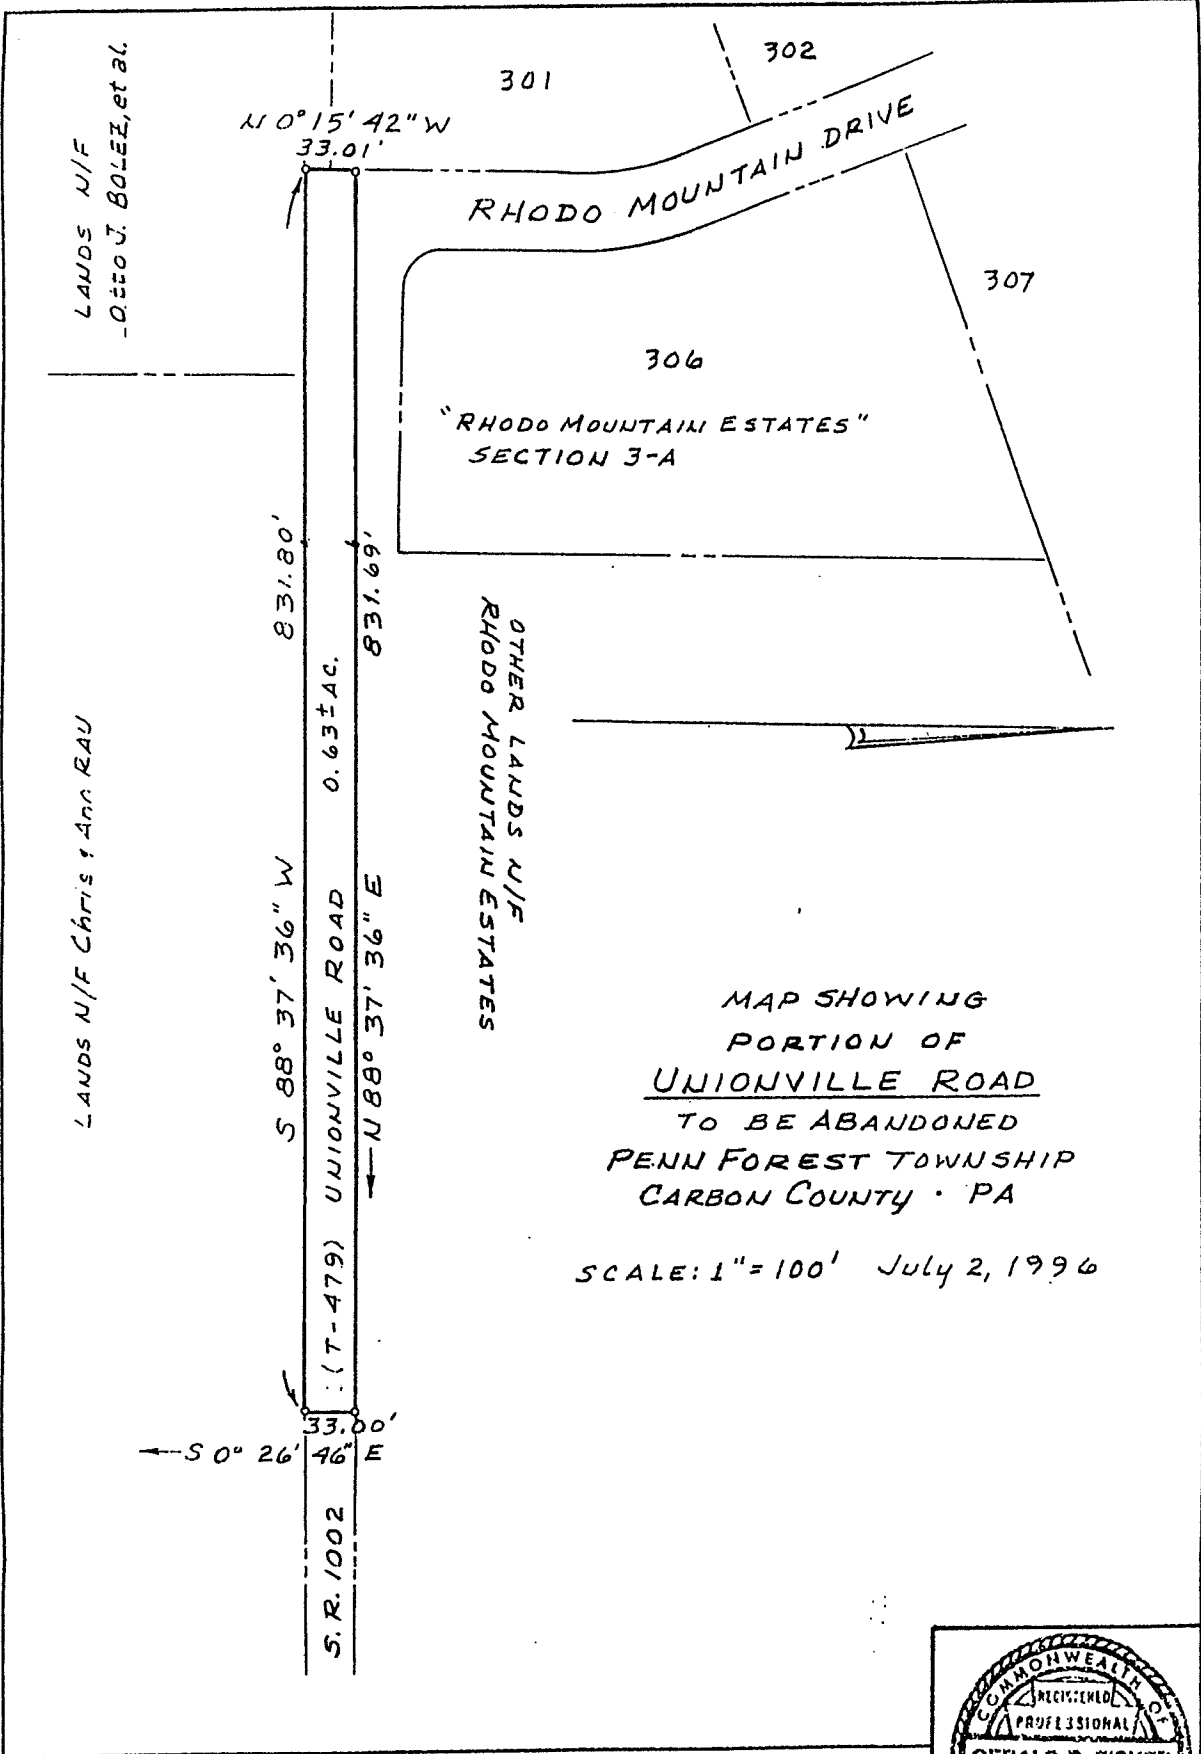 LANDS N/F
Otto J. BOLEZ, et al.
N 0° 15' 42" W
33.01'
301
302
RHODO MOUNTAIN DRIVE
307
306
"RHODO MOUNTAIN ESTATES"
SECTION 3-A
831.80'
831.69'
0.63± AC.
OTHER LANDS N/F
RHODO MOUNTAIN ESTATES
LANDS N/F Chris & Ann RAU
S 88° 37' 36" W
(T-479) UNIONVILLE ROAD
N 88° 37' 36" E
MAP SHOWING
PORTION OF
UNIONVILLE ROAD
TO BE ABANDONED
PENN FOREST TOWNSHIP
CARBON COUNTY · PA
SCALE: 1"=100' July 2, 1996
33.00'
S 0° 26' 46" E
S.R. 1002
COMMONWEALTH OF
REGISTERED
PROFESSIONAL